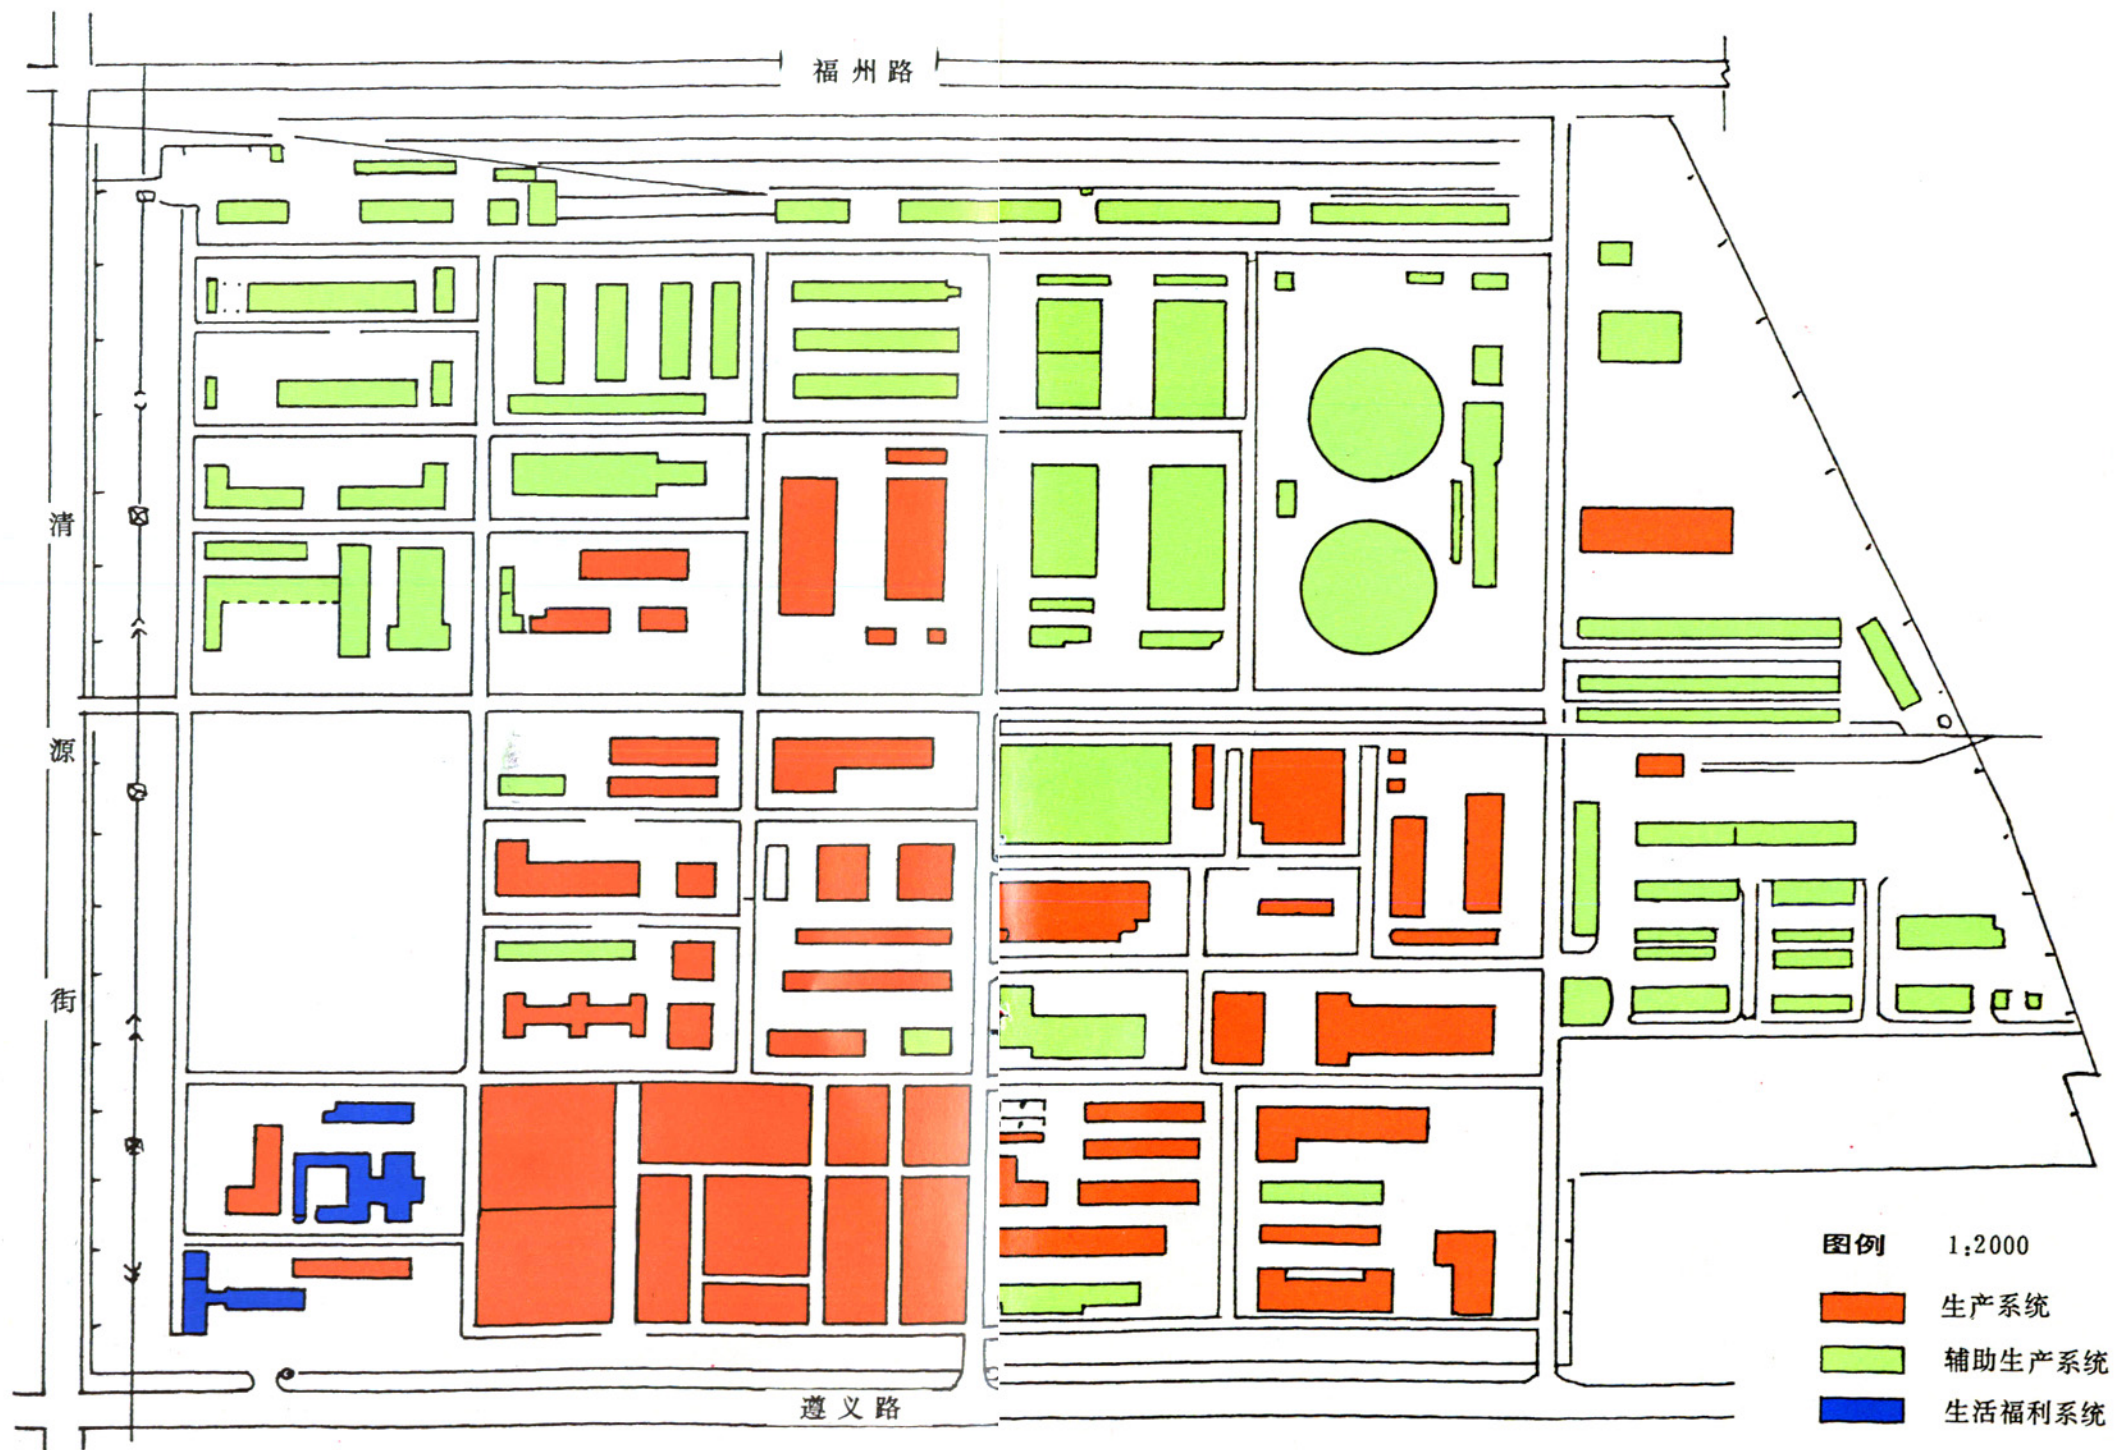 福州路
清源街
遵义路
图例 1:2000
生产系统
辅助生产系统
生活福利系统